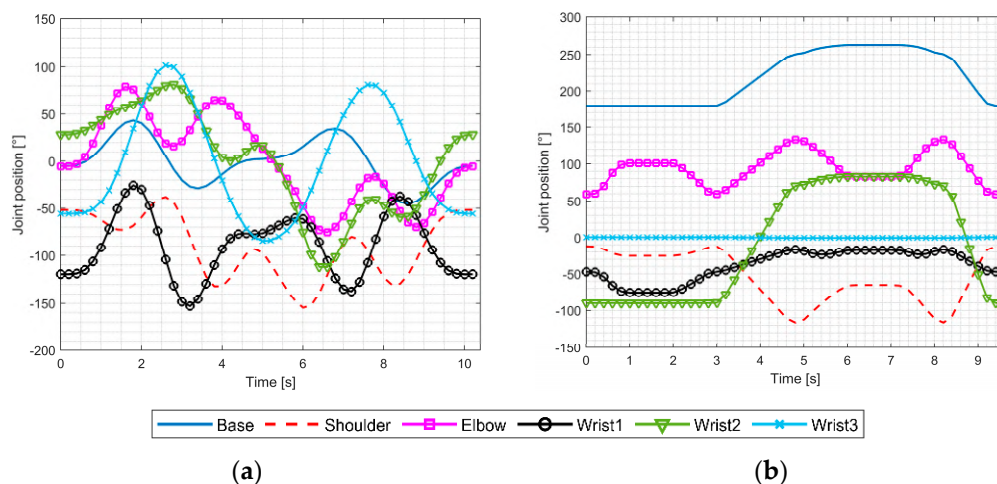 150
100
50
0
-50
-100
-150
-200
0 2 4 6 8 10
Joint position [°]
Time [s]
300
250
200
150
100
50
0
-50
-100
-150
0 1 2 3 4 5 6 7 8 9
Joint position [°]
Time [s]
Base Shoulder Elbow Wrist1 Wrist2 Wrist3
(a) (b)